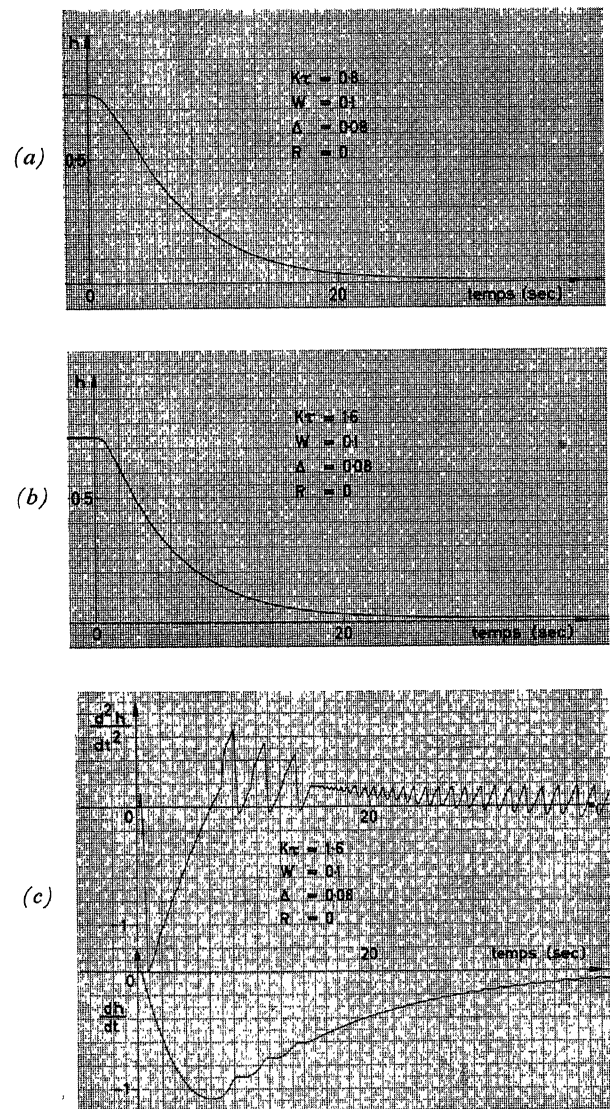 h
(a)
0.5
Kτ = 0.8
W = 0.1
Δ = 0.08
R = 0
0 20 temps (sec)
h
(b)
0.5
Kτ = 1.6
W = 0.1
Δ = 0.08
R = 0
0 20 temps (sec)
d²h
dt²
0 20
(c)
Kτ = 1.6
W = 0.1
Δ = 0.08
R = 0
-1
0 20 temps (sec)
dh
dt
-1